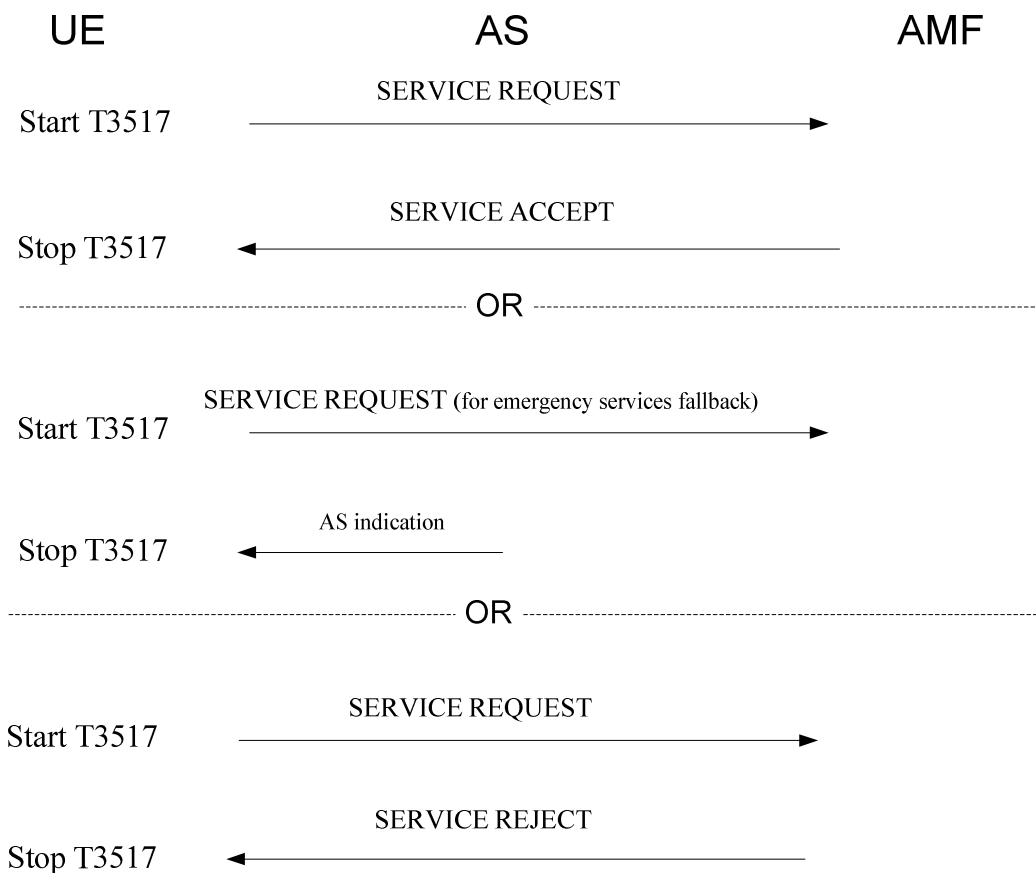 UE AS AMF
SERVICE REQUEST
Start T3517
SERVICE ACCEPT
Stop T3517
OR
SERVICE REQUEST (for emergency services fallback)
Start T3517
AS indication
Stop T3517
OR
SERVICE REQUEST
Start T3517
SERVICE REJECT
Stop T3517